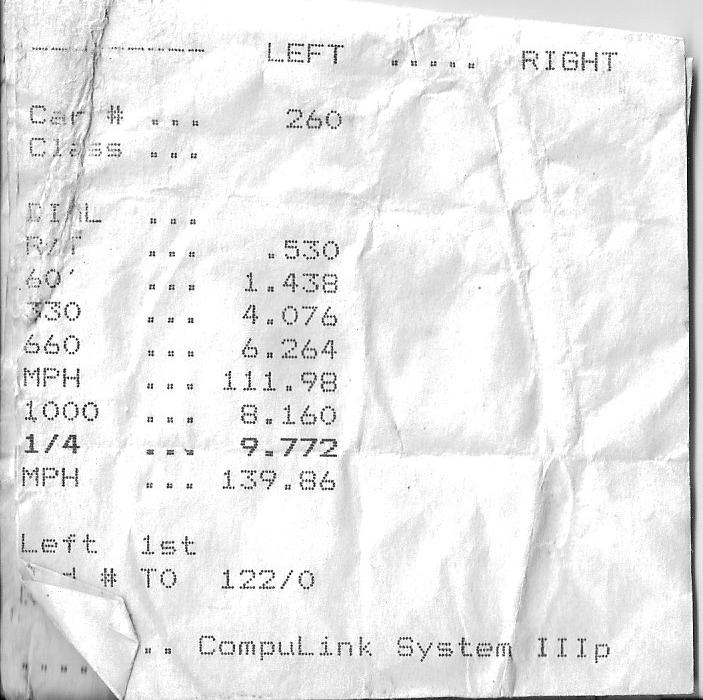 ---------- LEFT ..... RIGHT
Car # ... 260
Class ...
DIAL ...
R/T ... .530
60' ... 1.438
330 ... 4.076
660 ... 6.264
MPH ... 111.98
1000 ... 8.160
1/4 ... 9.772
MPH ... 139.86
Left 1st
# TO 122/0
.. CompuLink System IIIp
....